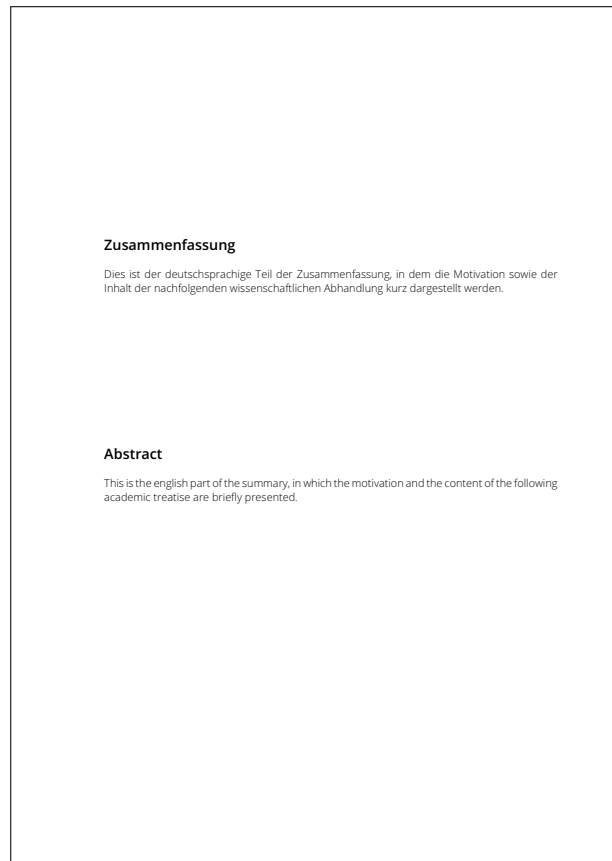 Zusammenfassung
Dies ist der deutschsprachige Teil der Zusammenfassung, in dem die Motivation sowie der
Inhalt der nachfolgenden wissenschaftlichen Abhandlung kurz dargestellt werden.
Abstract
This is the english part of the summary, in which the motivation and the content of the following
academic treatise are briefly presented.